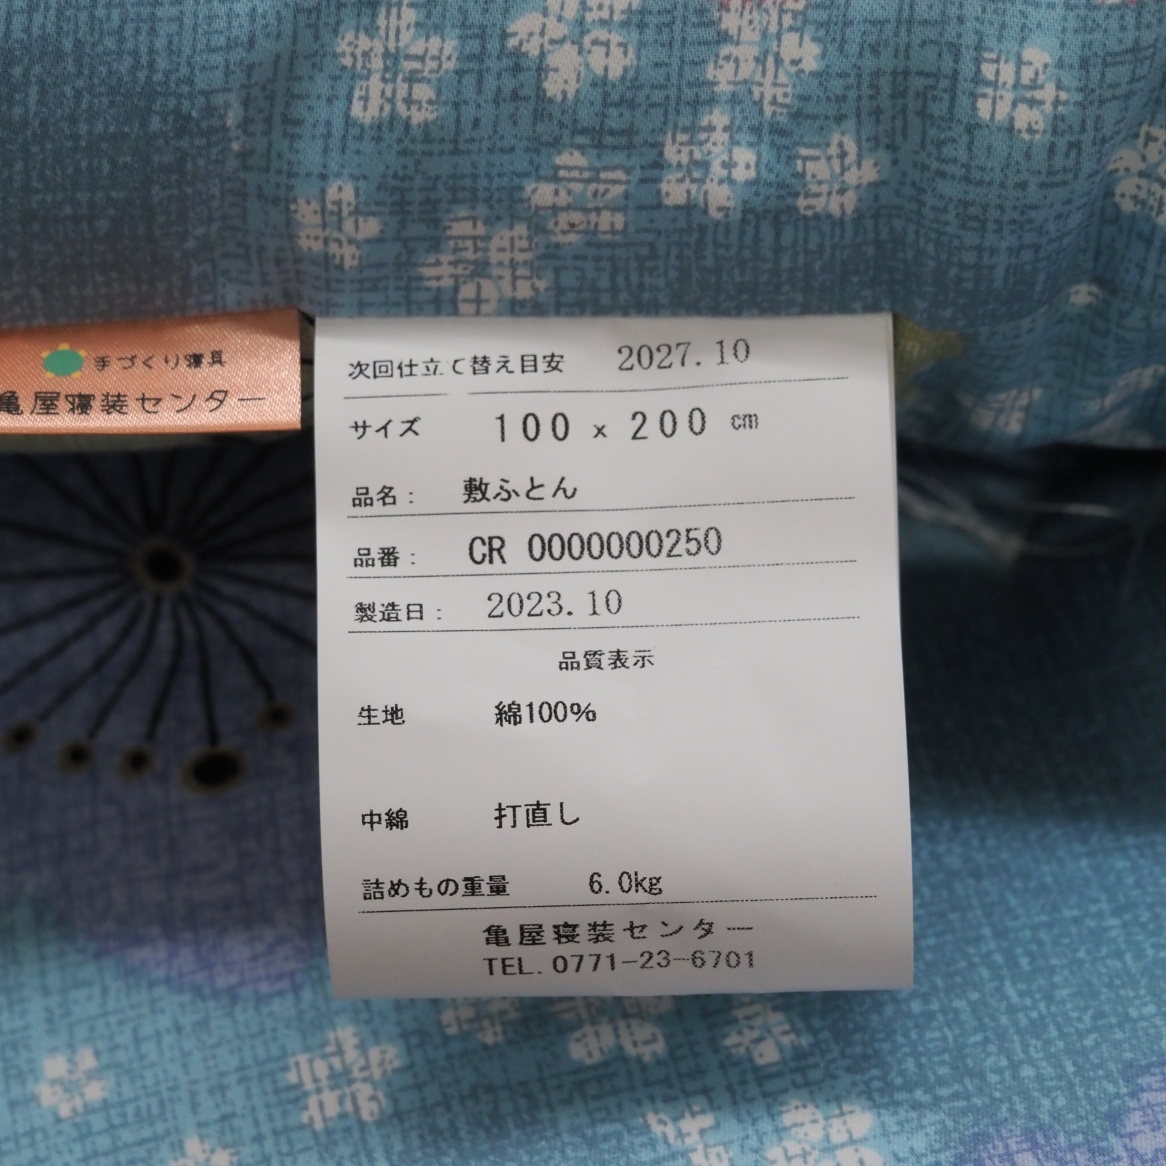 手づくり寝具
亀屋寝装センター
次回仕立て替え目安 2027.10
サイズ 100 x 200 cm
品名: 敷ふとん
品番: CR 0000000250
製造日: 2023.10
品質表示
生地 綿100%
中綿 打直し
詰めもの重量 6.0kg
亀屋寝装センター
TEL.0771-23-6701